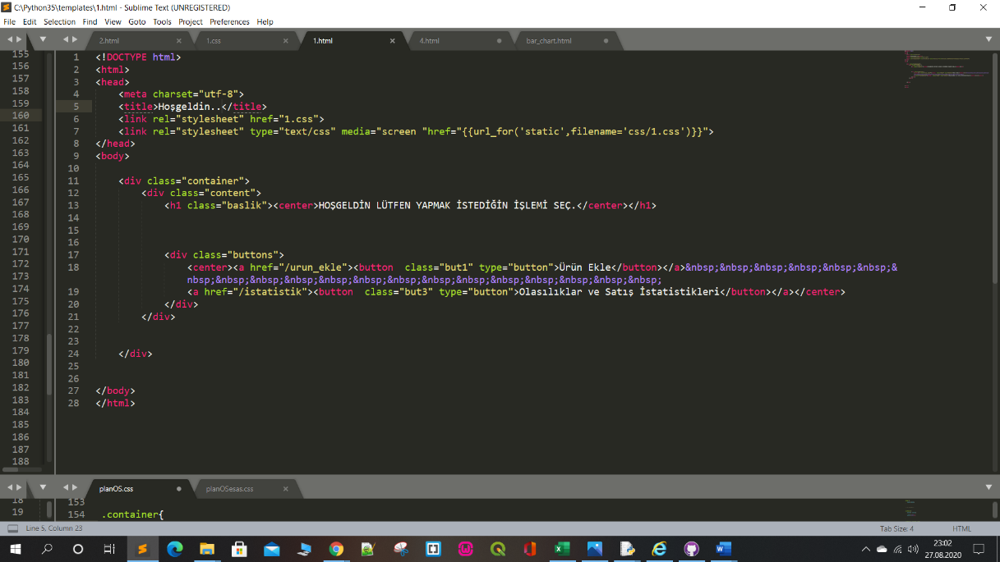 C:\Python35\templates\1.html - Sublime Text (UNREGISTERED)
File Edit Selection Find View Goto Tools Project Preferences Help
2.html 1.css 1.html 4.html bar_chart.html
155
156
157
158
159
160
161
162
163
164
165
166
167
168
169
170
171
172
173
174
175
176
177
178
179
180
181
182
183
184
185
186
187
188
1 <!DOCTYPE html>
2 <html>
3 <head>
4 <meta charset="utf-8">
5 <title>Hoşgeldin..</title>
6 <link rel="stylesheet" href="1.css">
7 <link rel="stylesheet" type="text/css" media="screen "href="{{url_for('static',filename='css/1.css')}}">
8 </head>
9 <body>
10
11 <div class="container">
12 <div class="content">
13 <h1 class="baslik"><center>HOŞGELDİN LÜTFEN YAPMAK İSTEDİĞİN İŞLEMİ SEÇ.</center></h1>
14
15
16
17 <div class="buttons">
18 <center><a href="/urun_ekle"><button  class="but1" type="button">Ürün Ekle</button></a>&nbsp;&nbsp;&nbsp;&nbsp;&nbsp;&nbsp;&
nbsp;&nbsp;&nbsp;&nbsp;&nbsp;&nbsp;&nbsp;&nbsp;&nbsp;&nbsp;&nbsp;&nbsp;&nbsp;&nbsp;
19 <a href="/istatistik"><button  class="but3" type="button">Olasılıklar ve Satış İstatistikleri</button></a></center>
20 </div>
21 </div>
22
23
24 </div>
25
26
27 </body>
28 </html>
planOS.css planOSesas.css
18 153
19 154 .container{
Line 5, Column 23 Tab Size: 4 HTML
23:02
27.08.2020